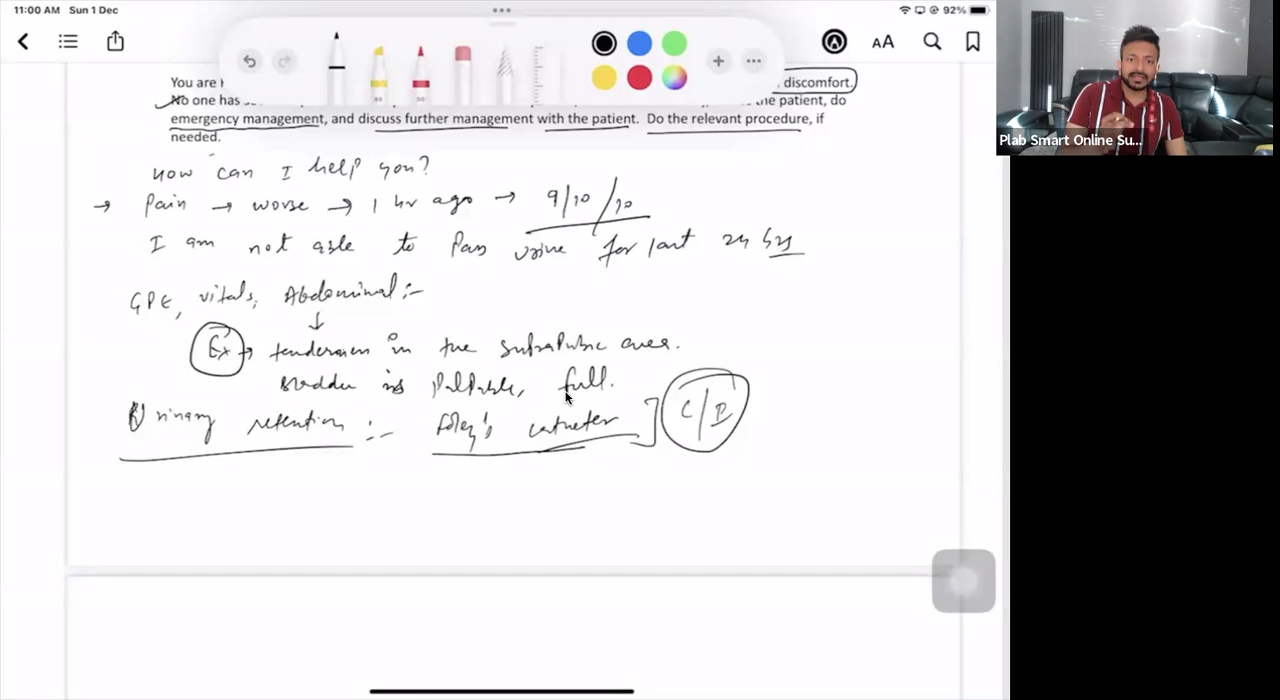 11:00 AM Sun 1 Dec
92%
AA
Plab Smart Online Su...
You are discomfort.
No one has the patient, do
emergency management, and discuss further management with the patient. Do the relevant procedure, if
needed.
How can I help you?
→ Pain → worse → 1 hr ago → 9/10 /10
I am not able to Pass urine for last 24 hrs
GPE, vitals, Abdominal :-
↓
Ex → tenderness in the suprapubic area.
bladder is Palpable, full.
Urinary retention :- foley's catheter ] C/I